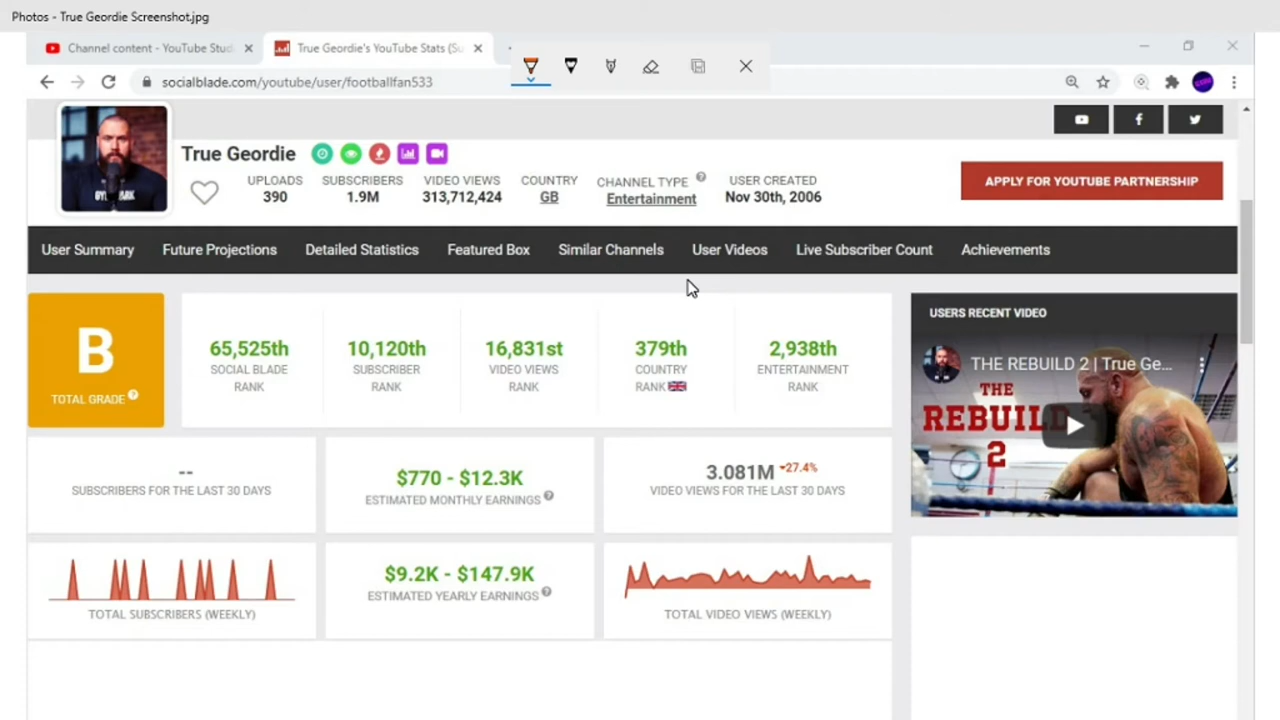 Photos - True Geordie Screenshot.jpg
Channel content - YouTube Stud
True Geordie's YouTube Stats (Su
socialblade.com/youtube/user/footballfan533
True Geordie
UPLOADS
390
SUBSCRIBERS
1.9M
VIDEO VIEWS
313,712,424
COUNTRY
GB
CHANNEL TYPE
Entertainment
USER CREATED
Nov 30th, 2006
APPLY FOR YOUTUBE PARTNERSHIP
User Summary
Future Projections
Detailed Statistics
Featured Box
Similar Channels
User Videos
Live Subscriber Count
Achievements
B
TOTAL GRADE
65,525th
SOCIAL BLADE
RANK
10,120th
SUBSCRIBER
RANK
16,831st
VIDEO VIEWS
RANK
379th
COUNTRY
RANK
2,938th
ENTERTAINMENT
RANK
USERS RECENT VIDEO
THE REBUILD 2 | True Ge...
THE
REBUILD
2
--
SUBSCRIBERS FOR THE LAST 30 DAYS
$770 - $12.3K
ESTIMATED MONTHLY EARNINGS
3.081M -27.4%
VIDEO VIEWS FOR THE LAST 30 DAYS
TOTAL SUBSCRIBERS (WEEKLY)
$9.2K - $147.9K
ESTIMATED YEARLY EARNINGS
TOTAL VIDEO VIEWS (WEEKLY)